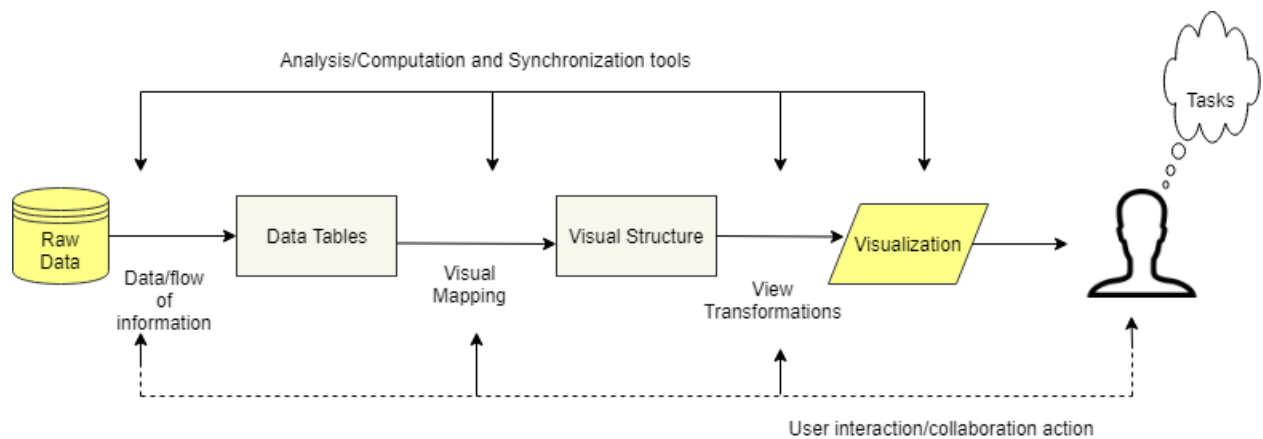 Analysis/Computation and Synchronization tools
Tasks
Raw
Data
Data Tables
Visual Structure
Visualization
Data/flow
of
information
Visual
Mapping
View
Transformations
User interaction/collaboration action